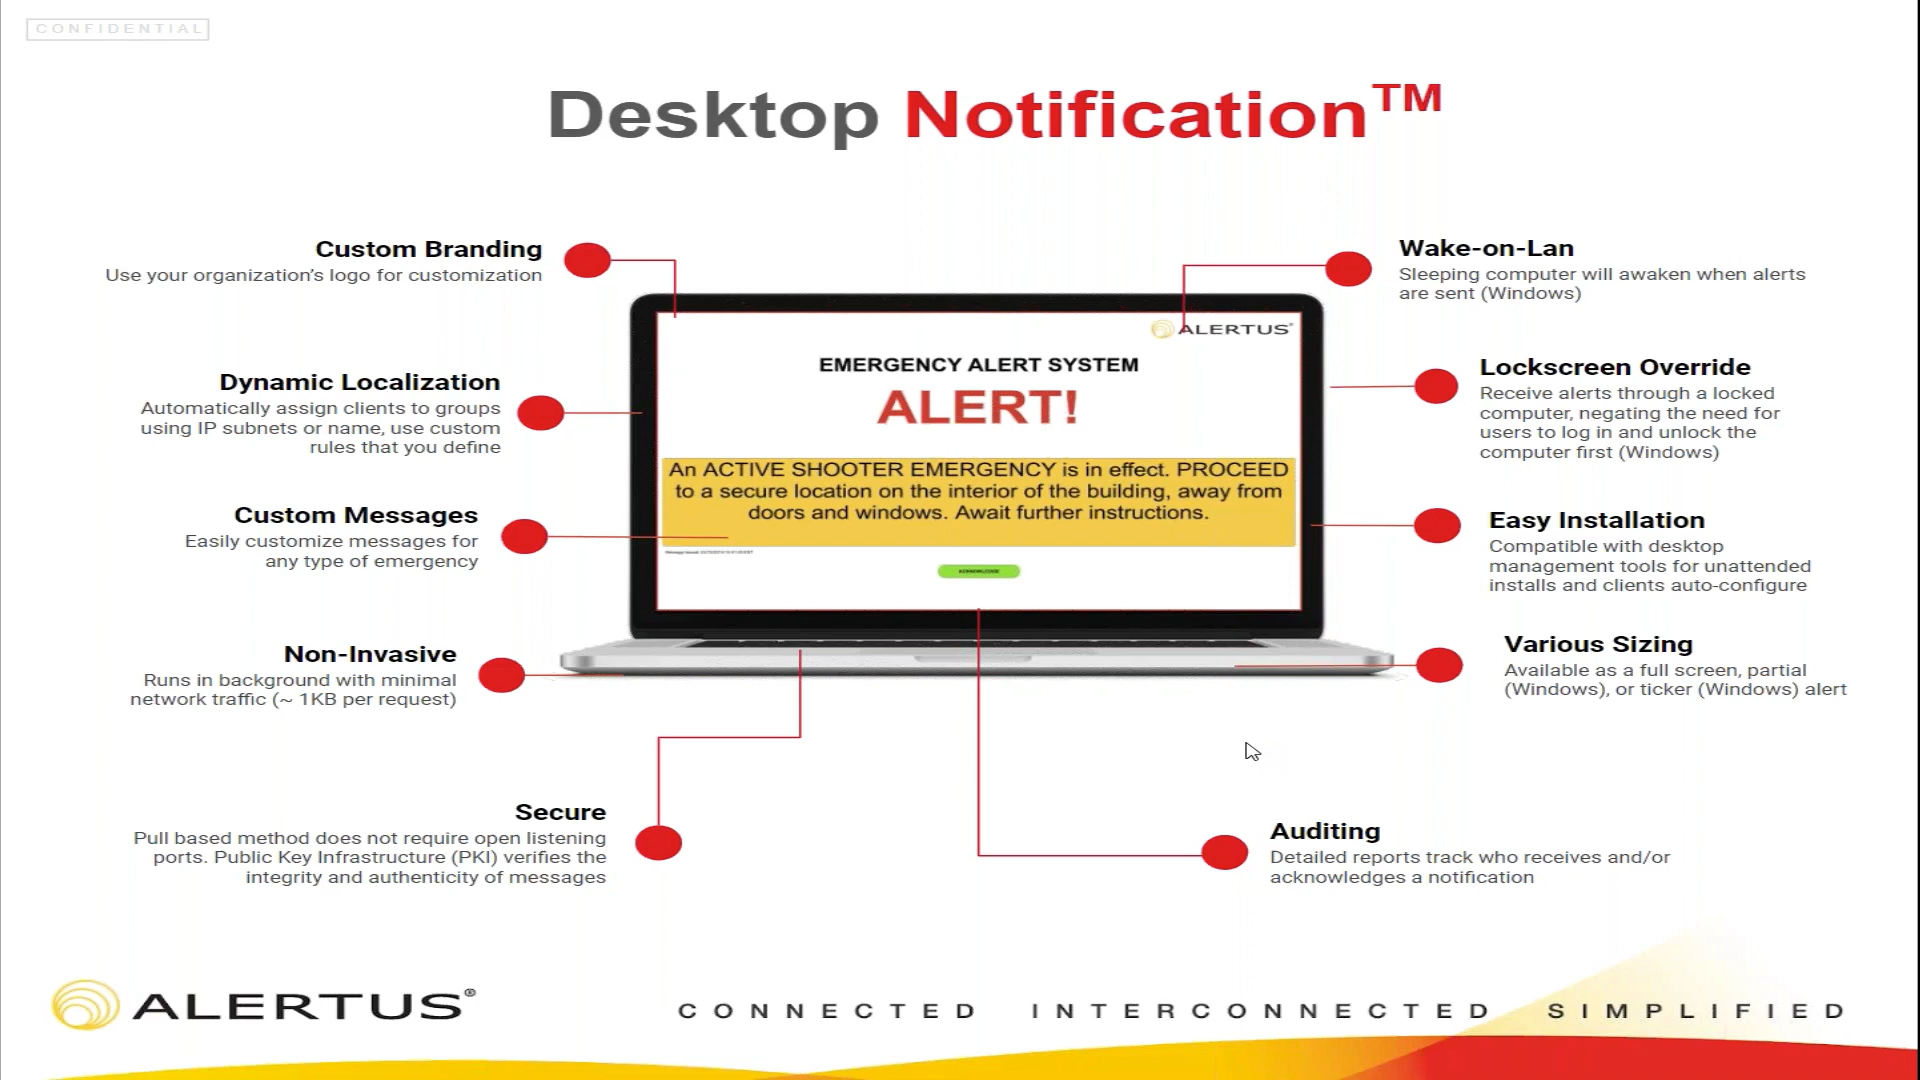 CONFIDENTIAL
Desktop Notification™
Custom Branding
Use your organization’s logo for customization
Dynamic Localization
Automatically assign clients to groups
using IP subnets or name, use custom
rules that you define
Custom Messages
Easily customize messages for
any type of emergency
Non-Invasive
Runs in background with minimal
network traffic (~ 1KB per request)
Secure
Pull based method does not require open listening
ports. Public Key Infrastructure (PKI) verifies the
integrity and authenticity of messages
ALERTUS®
EMERGENCY ALERT SYSTEM
ALERT!
An ACTIVE SHOOTER EMERGENCY is in effect. PROCEED
to a secure location on the interior of the building, away from
doors and windows. Await further instructions.
ACKNOWLEDGE
Wake-on-Lan
Sleeping computer will awaken when alerts
are sent (Windows)
Lockscreen Override
Receive alerts through a locked
computer, negating the need for
users to log in and unlock the
computer first (Windows)
Easy Installation
Compatible with desktop
management tools for unattended
installs and clients auto-configure
Various Sizing
Available as a full screen, partial
(Windows), or ticker (Windows) alert
Auditing
Detailed reports track who receives and/or
acknowledges a notification
ALERTUS®
CONNECTED INTERCONNECTED SIMPLIFIED